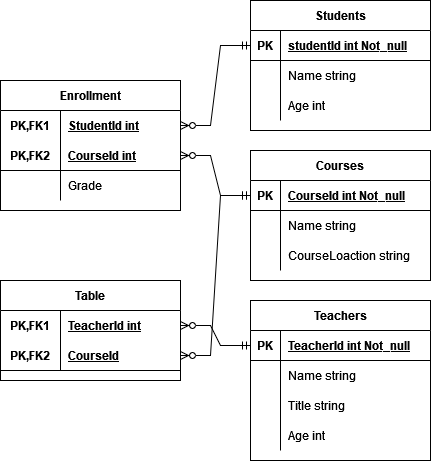 Students
PK studentId int Not_null
Name string
Age int
Enrollment
PK,FK1 StudentId int
PK,FK2 CourseId int
Grade
Courses
PK CourseId int Not_null
Name string
CourseLoaction string
Table
PK,FK1 TeacherId int
PK,FK2 CourseId
Teachers
PK TeacherId int Not_null
Name string
Title string
Age int